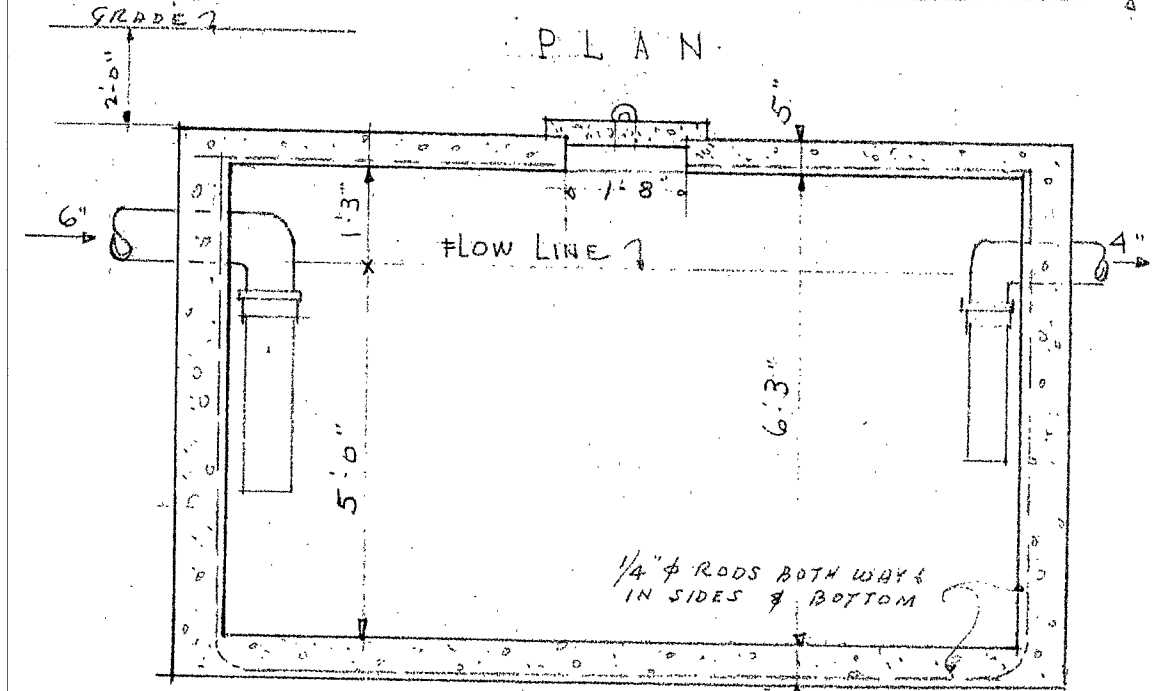 GRADE
PLAN
2'-0"
5"
1'-8"
1'3"
6"
FLOW LINE
4"
6'-3"
5'-0"
1/4" φ RODS BOTH WAYS
IN SIDES & BOTTOM